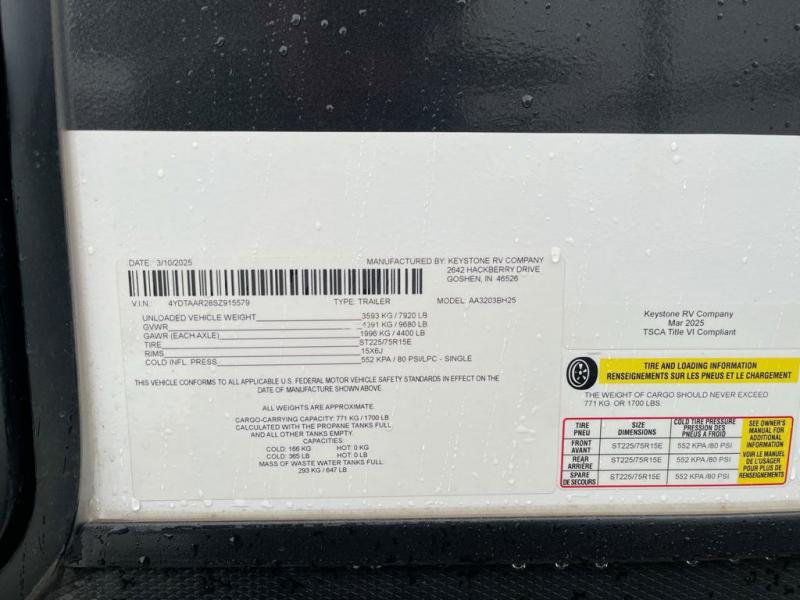 DATE: 3/10/2025
MANUFACTURED BY: KEYSTONE RV COMPANY
2642 HACKBERRY DRIVE
GOSHEN, IN 46526
V.I.N.: 4YDTAAR28SZ915579 TYPE: TRAILER MODEL: AA3203BH25
UNLOADED VEHICLE WEIGHT 3593 KG / 7920 LB
GVWR 4391 KG / 9680 LB
GAWR (EACH AXLE) 1996 KG / 4400 LB
TIRE ST225/75R15E
RIMS 15X6J
COLD INFL. PRESS 552 KPA / 80 PSI/LPC - SINGLE
THIS VEHICLE CONFORMS TO ALL APPLICABLE U.S. FEDERAL MOTOR VEHICLE SAFETY STANDARDS IN EFFECT ON THE
DATE OF MANUFACTURE SHOWN ABOVE.
ALL WEIGHTS ARE APPROXIMATE.
CARGO-CARRYING CAPACITY: 771 KG / 1700 LB
CALCULATED WITH THE PROPANE TANKS FULL
AND ALL OTHER TANKS EMPTY.
CAPACITIES:
COLD: 166 KG HOT: 0 KG
COLD: 365 LB HOT: 0 LB
MASS OF WASTE WATER TANKS FULL:
293 KG / 647 LB
Keystone RV Company
Mar 2025
TSCA Title VI Compliant
TIRE AND LOADING INFORMATION
RENSEIGNEMENTS SUR LES PNEUS ET LE CHARGEMENT
THE WEIGHT OF CARGO SHOULD NEVER EXCEED
771 KG. OR 1700 LBS.
TIRE
PNEU
SIZE
DIMENSIONS
COLD TIRE PRESSURE
PRESSION DES
PNEUS A FROID
FRONT
AVANT
ST225/75R15E
552 KPA /80 PSI
REAR
ARRIÈRE
ST225/75R15E
552 KPA /80 PSI
SPARE
DE SECOURS
ST225/75R15E
552 KPA /80 PSI
SEE OWNER'S
MANUAL FOR
ADDITIONAL
INFORMATION
VOIR LE MANUEL
DE L'USAGER
POUR PLUS DE
RENSEIGNEMENTS